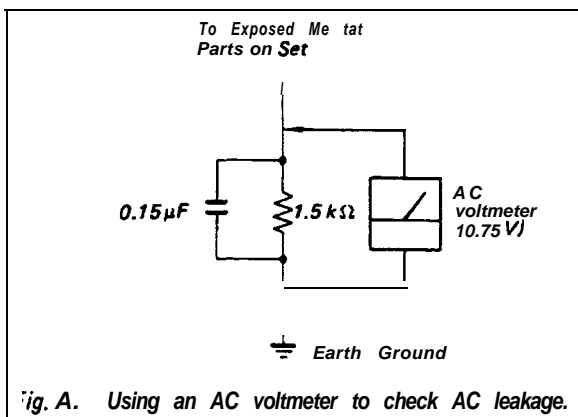 To Exposed Me tat
Parts on Set
0.15µF
1.5kΩ
AC
voltmeter
10.75 V)
Earth Ground
ig. A. Using an AC voltmeter to check AC leakage.